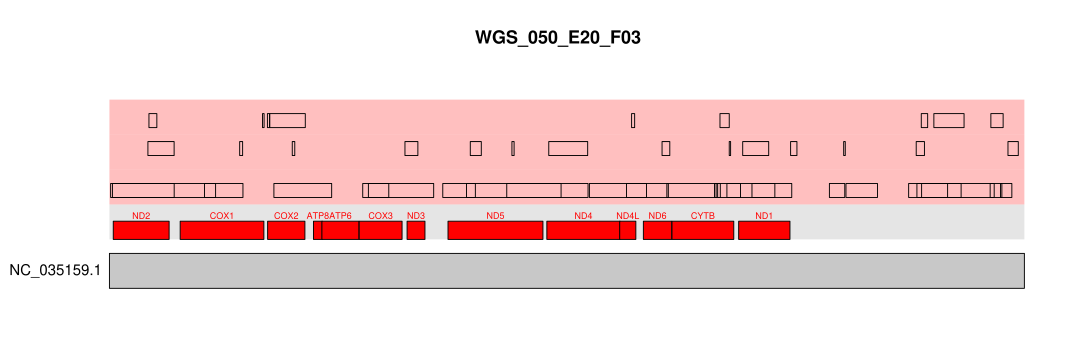 WGS_050_E20_F03
ND2 COX1 COX2 ATP8 ATP6 COX3 ND3 ND5 ND4 ND4L ND6 CYTB ND1
NC_035159.1